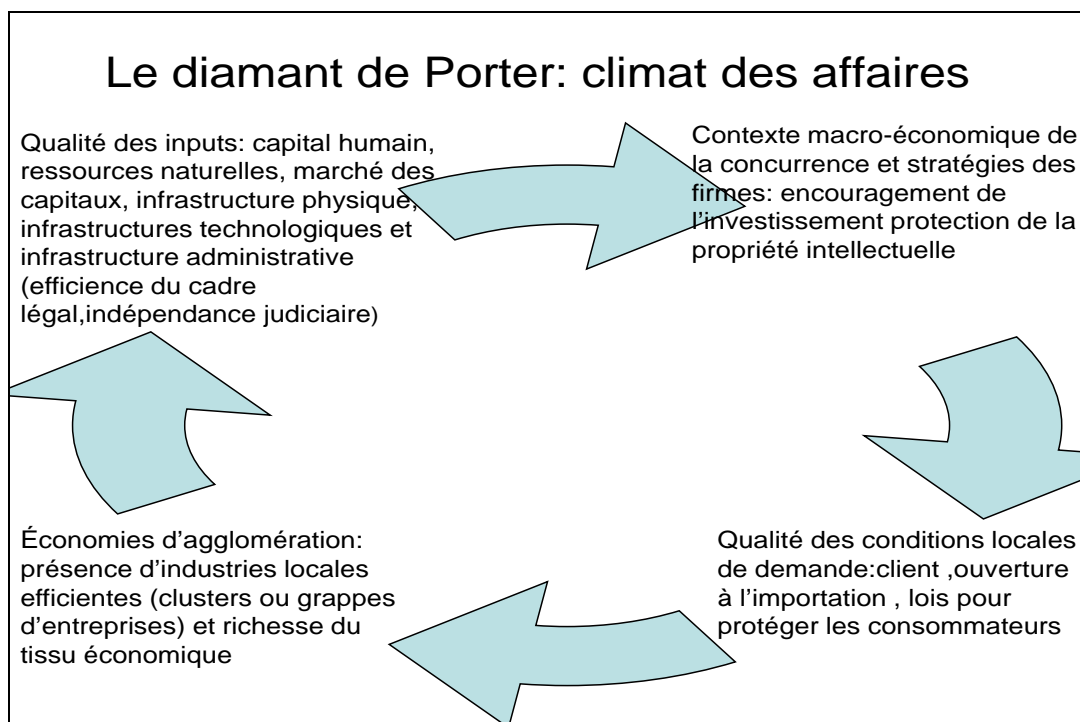 Le diamant de Porter: climat des affaires
Qualité des inputs: capital humain,
ressources naturelles, marché des
capitaux, infrastructure physique,
infrastructures technologiques et
infrastructure administrative
(efficience du cadre
légal,indépendance judiciaire)
Contexte macro-économique de
la concurrence et stratégies des
firmes: encouragement de
l'investissement protection de la
propriété intellectuelle
Économies d'agglomération:
présence d'industries locales
efficientes (clusters ou grappes
d'entreprises) et richesse du
tissu économique
Qualité des conditions locales
de demande:client ,ouverture
à l'importation , lois pour
protéger les consommateurs